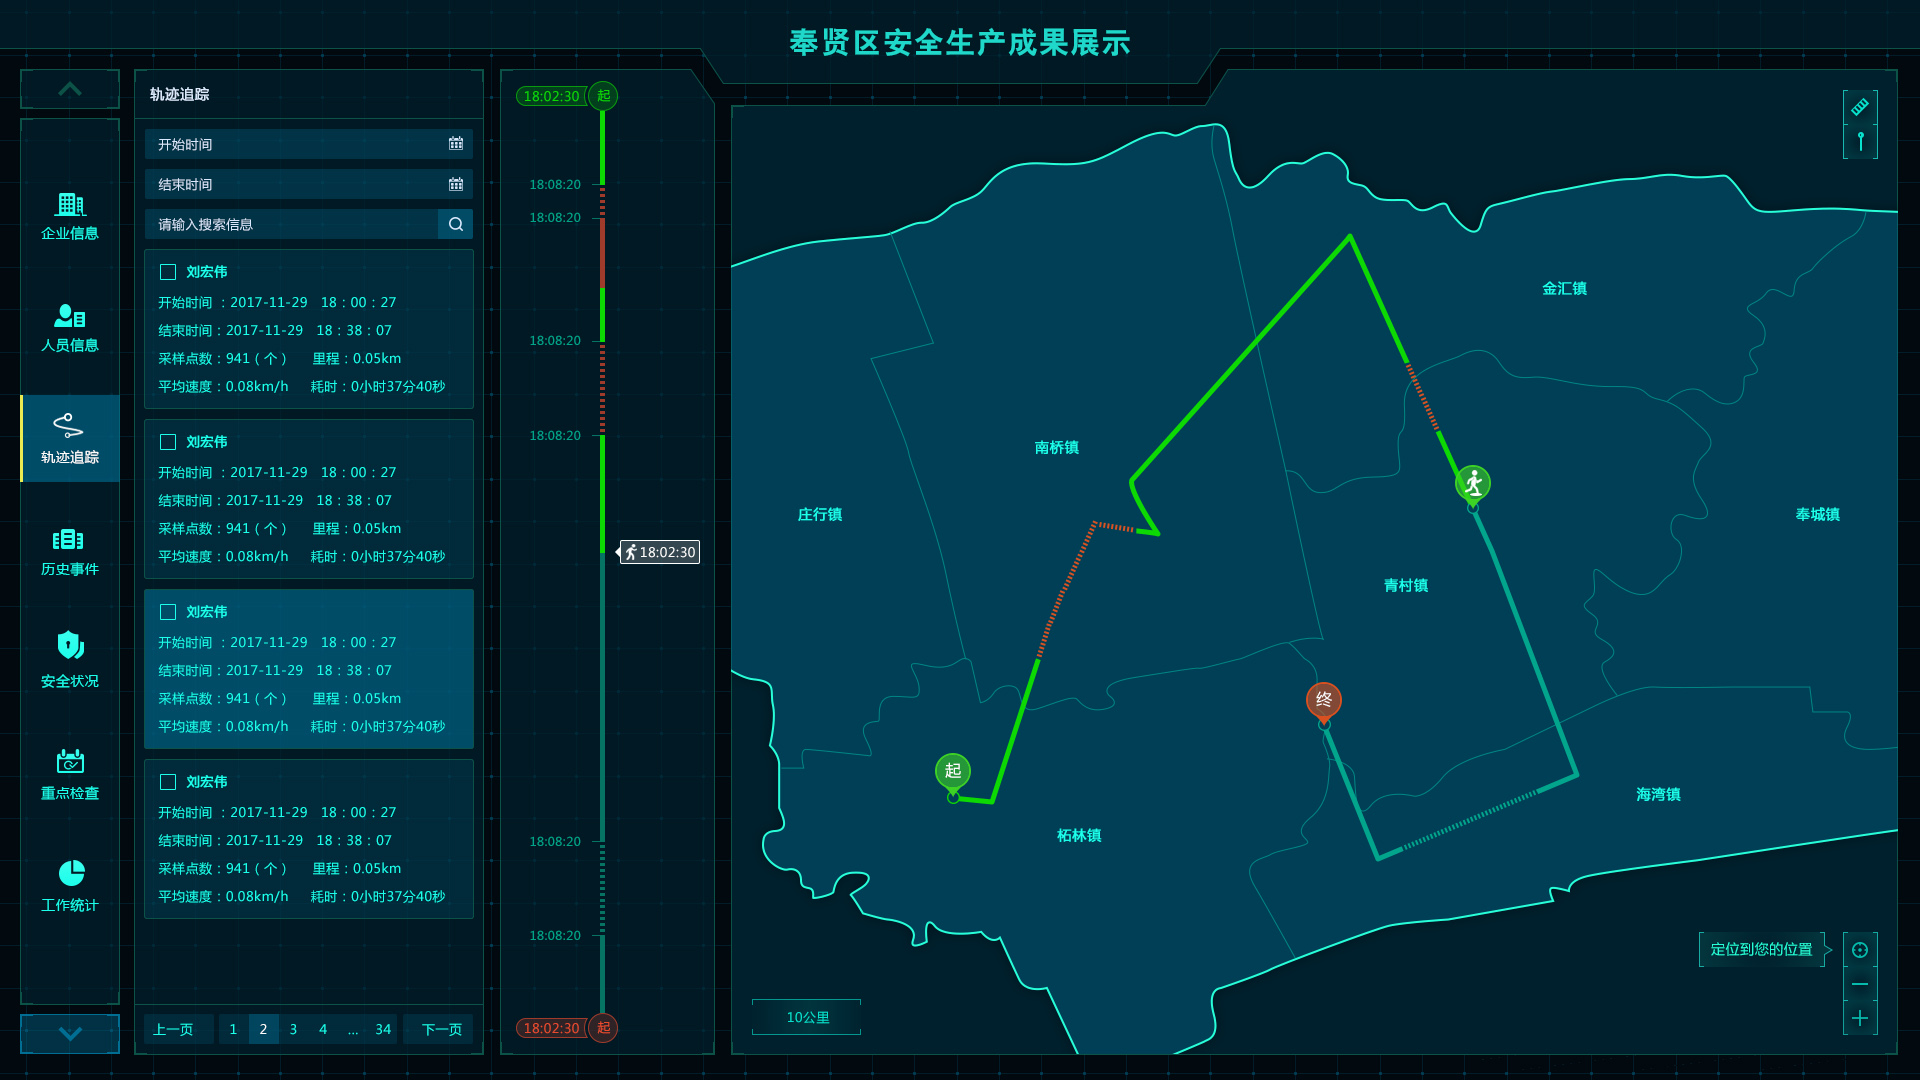 奉贤区安全生产成果展示
企业信息
人员信息
轨迹追踪
历史事件
安全状况
重点检查
工作统计
轨迹追踪
开始时间
结束时间
请输入搜索信息
刘宏伟
开始时间 : 2017-11-29 18 : 00 : 27
结束时间 : 2017-11-29 18 : 38 : 07
采样点数 : 941 ( 个 ) 里程 : 0.05km
平均速度 : 0.08km/h 耗时 : 0小时37分40秒
刘宏伟
开始时间 : 2017-11-29 18 : 00 : 27
结束时间 : 2017-11-29 18 : 38 : 07
采样点数 : 941 ( 个 ) 里程 : 0.05km
平均速度 : 0.08km/h 耗时 : 0小时37分40秒
刘宏伟
开始时间 : 2017-11-29 18 : 00 : 27
结束时间 : 2017-11-29 18 : 38 : 07
采样点数 : 941 ( 个 ) 里程 : 0.05km
平均速度 : 0.08km/h 耗时 : 0小时37分40秒
刘宏伟
开始时间 : 2017-11-29 18 : 00 : 27
结束时间 : 2017-11-29 18 : 38 : 07
采样点数 : 941 ( 个 ) 里程 : 0.05km
平均速度 : 0.08km/h 耗时 : 0小时37分40秒
上一页 1 2 3 4 ... 34 下一页
18:02:30 起
18:08:20
18:08:20
18:08:20
18:08:20
18:02:30
18:08:20
18:08:20
18:02:30 起
金汇镇
南桥镇
庄行镇
奉城镇
青村镇
终
起
海湾镇
柘林镇
定位到您的位置
10公里